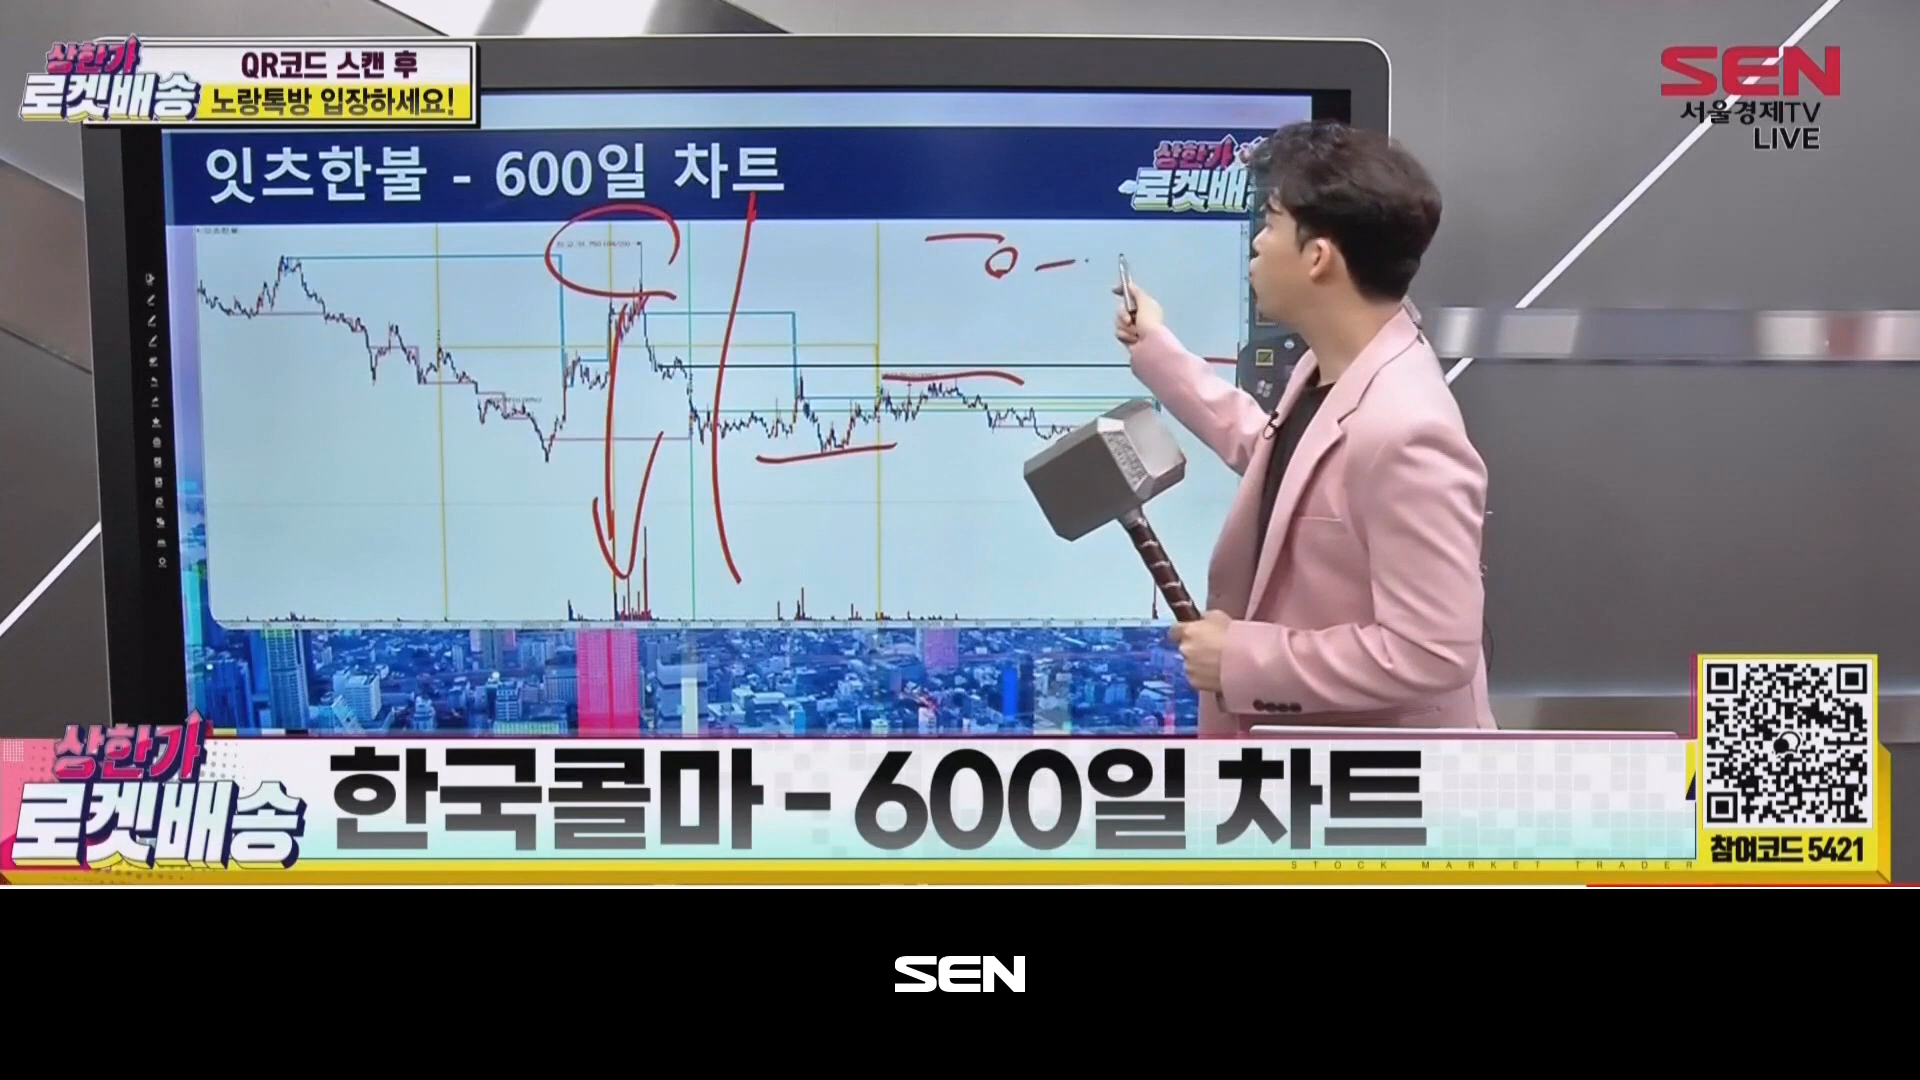 상한가
로켓배송
QR코드 스캔 후
노랑톡방 입장하세요!
SEN
서울경제TV
LIVE
잇츠한불 - 600일 차트
상한가
로켓배송
상한가
로켓배송
한국콜마 - 600일 차트
참여코드 5421
STOCK MARKET TRADER
SEN